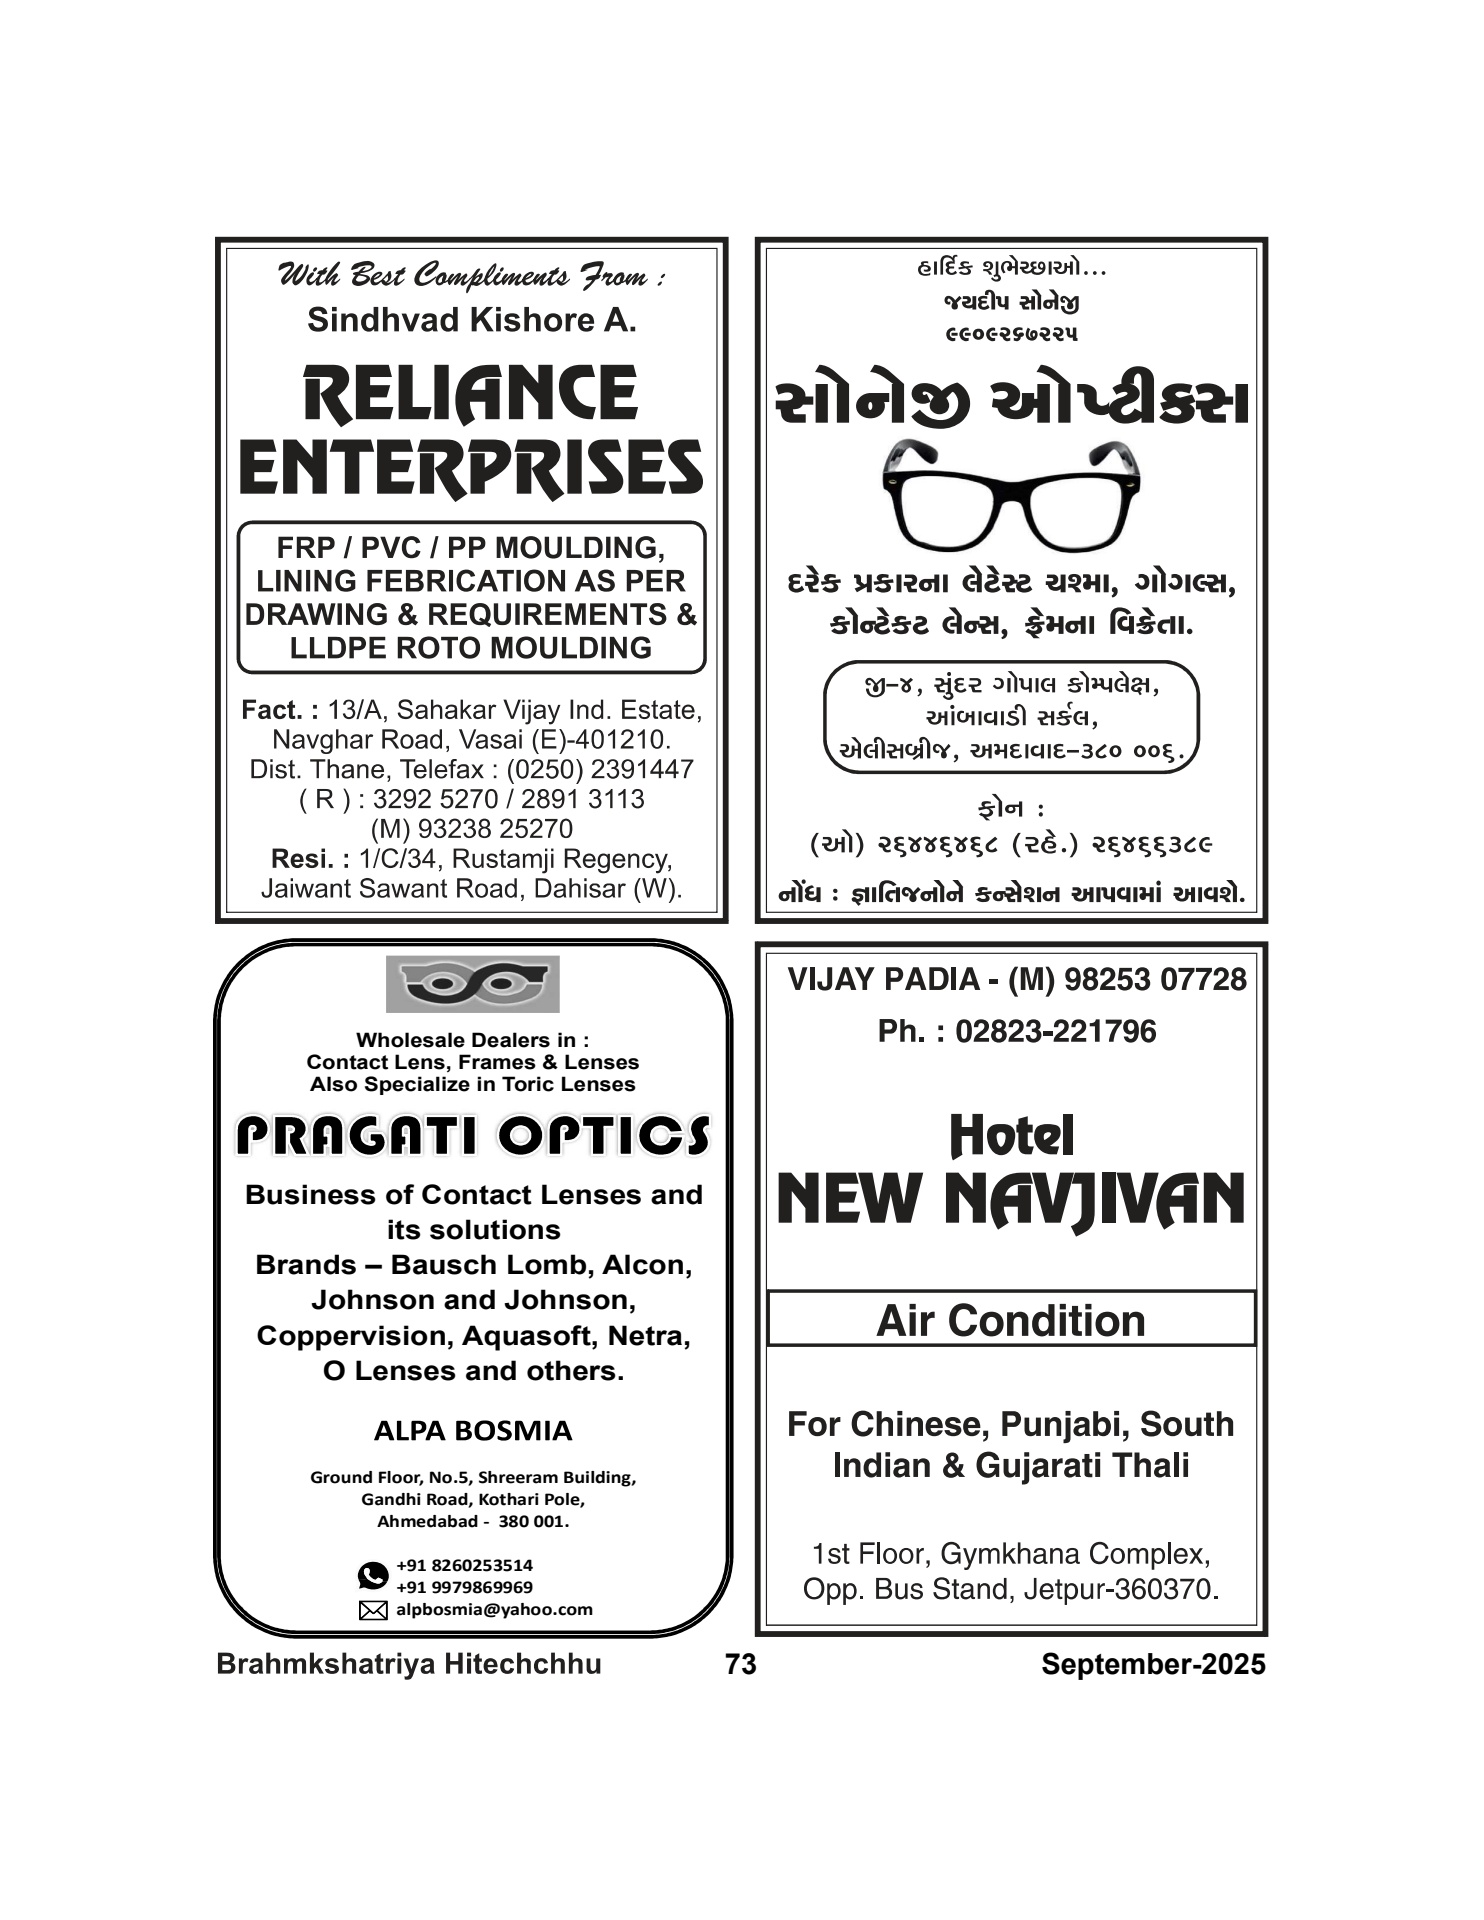 With Best Compliments From :
Sindhvad Kishore A.
RELIANCE
ENTERPRISES
FRP / PVC / PP MOULDING,
LINING FEBRICATION AS PER
DRAWING & REQUIREMENTS &
LLDPE ROTO MOULDING
Fact. : 13/A, Sahakar Vijay Ind. Estate,
Navghar Road, Vasai (E)-401210.
Dist. Thane, Telefax : (0250) 2391447
( R ) : 3292 5270 / 2891 3113
(M) 93238 25270
Resi. : 1/C/34, Rustamji Regency,
Jaiwant Sawant Road, Dahisar (W).
હાર્દિક શુભેચ્છાઓ...
જયદીપ સોનેજી
૯૯૦૯૨૬૭૨૨૫
સોનેજી ઓપ્ટીક્સ
દરેક પ્રકારના લેટેસ્ટ ચશ્મા, ગોગલ્સ,
કોન્ટેકટ લેન્સ, ફ્રેમના વિક્રેતા.
જી-૪, સુંદર ગોપાલ કોમ્પલેક્ષ,
આંબાવાડી સર્કલ,
એલીસબ્રીજ, અમદાવાદ-૩૮૦ ૦૦૬.
ફોન :
(ઓ) ૨૬૪૪૬૪૬૮ (રહે.) ૨૬૪૬૬૩૮૯
નોંધ : જ્ઞાતિજનોને કન્સેશન આપવામાં આવશે.
Wholesale Dealers in :
Contact Lens, Frames & Lenses
Also Specialize in Toric Lenses
PRAGATI OPTICS
Business of Contact Lenses and
its solutions
Brands – Bausch Lomb, Alcon,
Johnson and Johnson,
Coppervision, Aquasoft, Netra,
O Lenses and others.
ALPA BOSMIA
Ground Floor, No.5, Shreeram Building,
Gandhi Road, Kothari Pole,
Ahmedabad - 380 001.
+91 8260253514
+91 9979869969
alpbosmia@yahoo.com
VIJAY PADIA - (M) 98253 07728
Ph. : 02823-221796
Hotel
NEW NAVJIVAN
Air Condition
For Chinese, Punjabi, South
Indian & Gujarati Thali
1st Floor, Gymkhana Complex,
Opp. Bus Stand, Jetpur-360370.
Brahmkshatriya Hitechchhu 73 September-2025